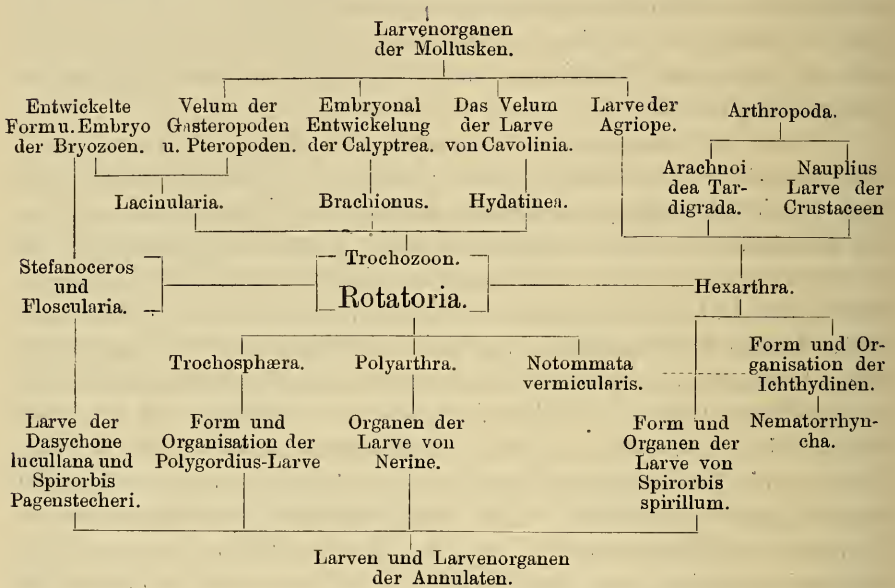 Larvenorganen
der Mollusken.
Entwickelte
Form u. Embryo
der Bryozoen.
Velum der
Gasteropoden
u. Pteropoden.
Embryonal
Entwickelung
der Calyptrea.
Das Velum
der Larve
von Cavolinia.
Larve der
Agriope.
Arthropoda.
Arachnoi
dea Tar-
digrada.
Nauplius
Larve der
Crustaceen
Lacinularia.
Brachionus.
Hydatinea.
Stefanoceros
und
Floscularia.
Trochozoon.
Rotatoria.
Hexarthra.
Trochosphæra.
Polyarthra.
Notommata
vermicularis.
Form und Or-
ganisation der
Ichthydinen.
Larve der
Dasychone
lucullana und
Spirorbis
Pagenstecheri.
Form und
Organisation der
Polygordius-Larve
Organen der
Larve von
Nerine.
Form und
Organen der
Larve von
Spirorbis
spirillum.
Nematorrhyn-
cha.
Larven und Larvenorganen
der Annulaten.